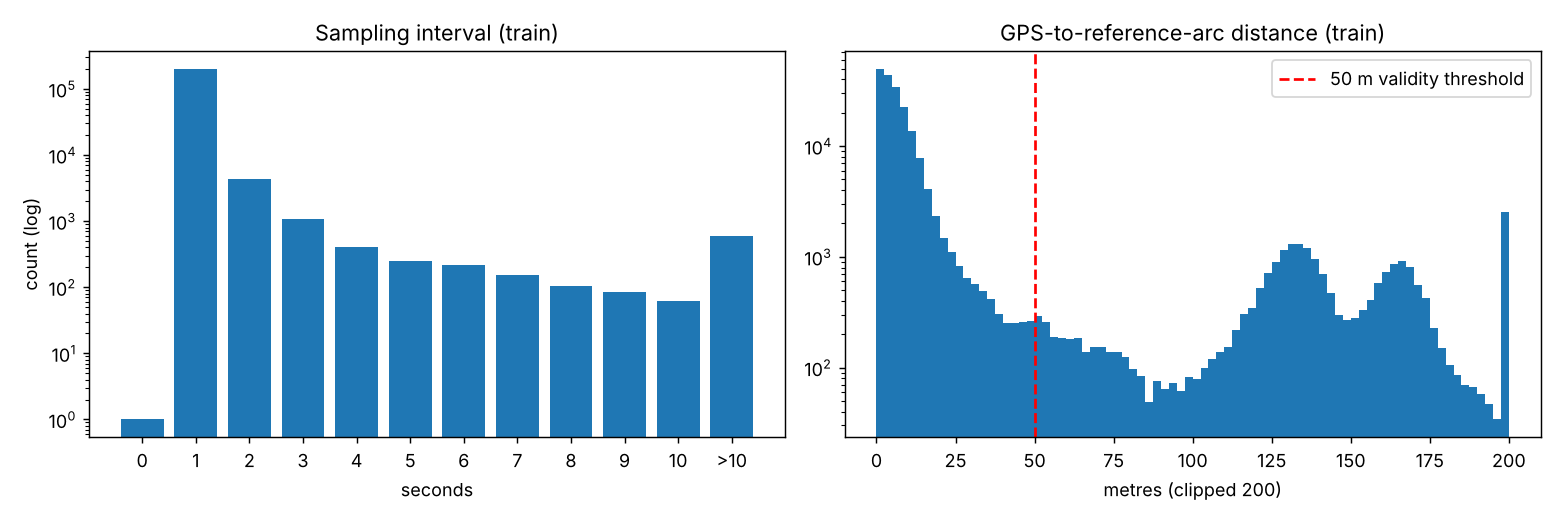 Sampling interval (train)
count (log)
10^5
10^4
10^3
10^2
10^1
10^0
0 1 2 3 4 5 6 7 8 9 10 >10
seconds
GPS-to-reference-arc distance (train)
50 m validity threshold
10^4
10^3
10^2
0 25 50 75 100 125 150 175 200
metres (clipped 200)